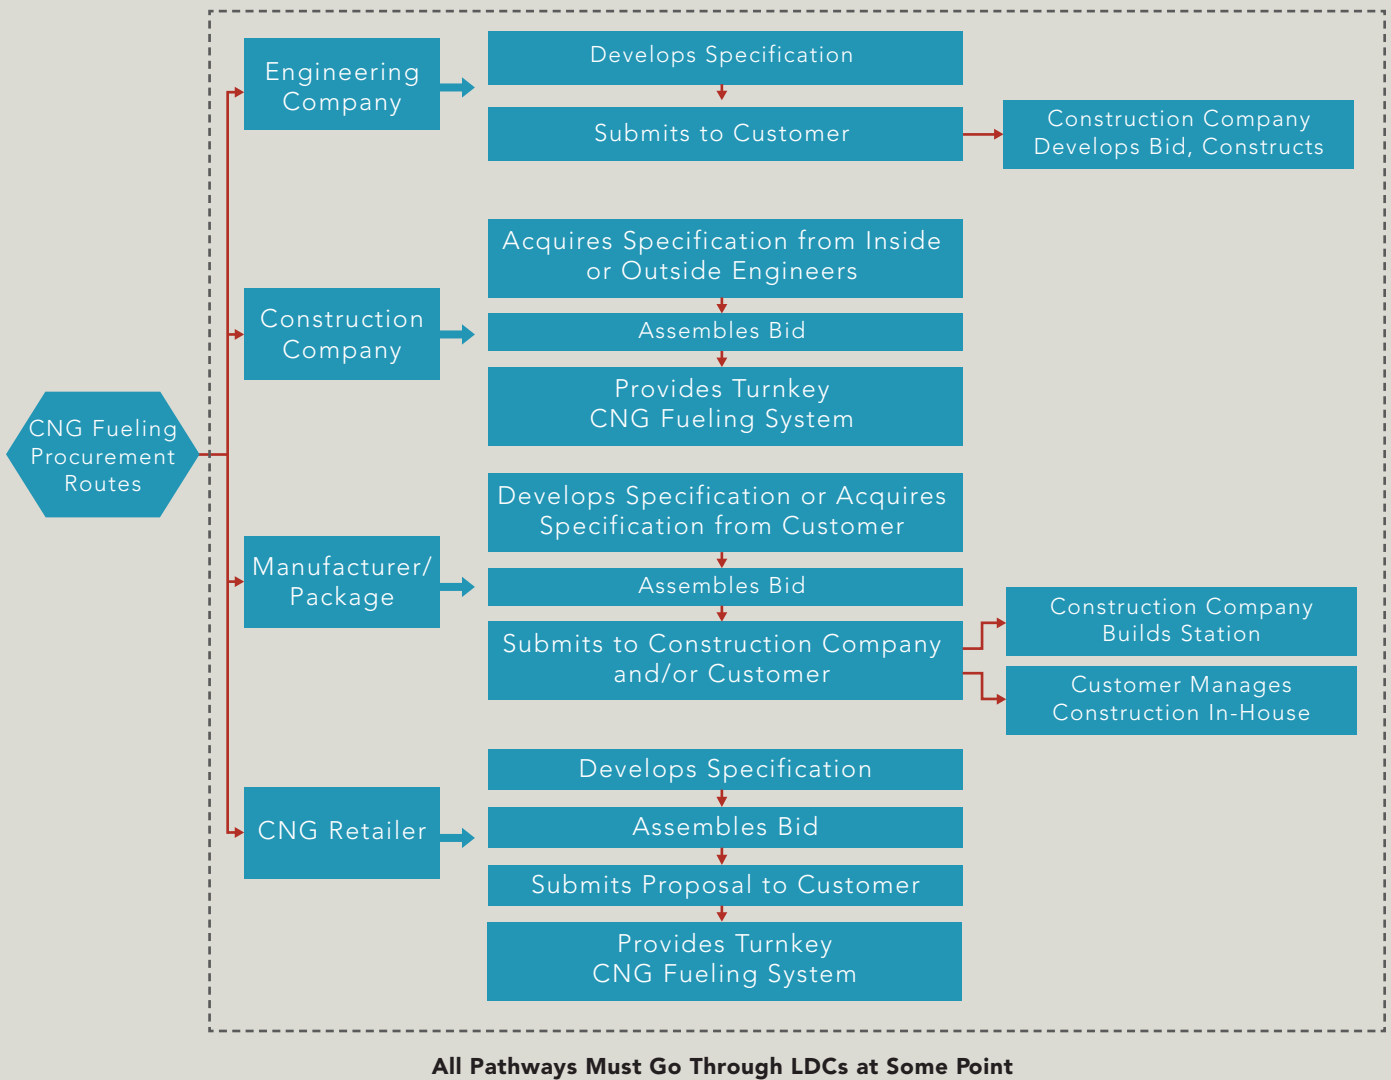 CNG Fueling
Procurement
Routes
Engineering
Company
Develops Specification
Submits to Customer
Construction Company
Develops Bid, Constructs
Construction
Company
Acquires Specification from Inside
or Outside Engineers
Assembles Bid
Provides Turnkey
CNG Fueling System
Manufacturer/
Package
Develops Specification or Acquires
Specification from Customer
Assembles Bid
Submits to Construction Company
and/or Customer
Construction Company
Builds Station
Customer Manages
Construction In-House
CNG Retailer
Develops Specification
Assembles Bid
Submits Proposal to Customer
Provides Turnkey
CNG Fueling System
All Pathways Must Go Through LDCs at Some Point